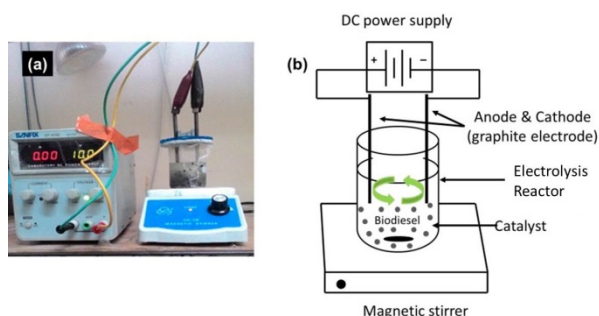 (a)
0.00 10.0
DC power supply
(b)
+ −
Anode & Cathode
(graphite electrode)
Electrolysis
Reactor
Biodiesel
Catalyst
Magnetic stirrer